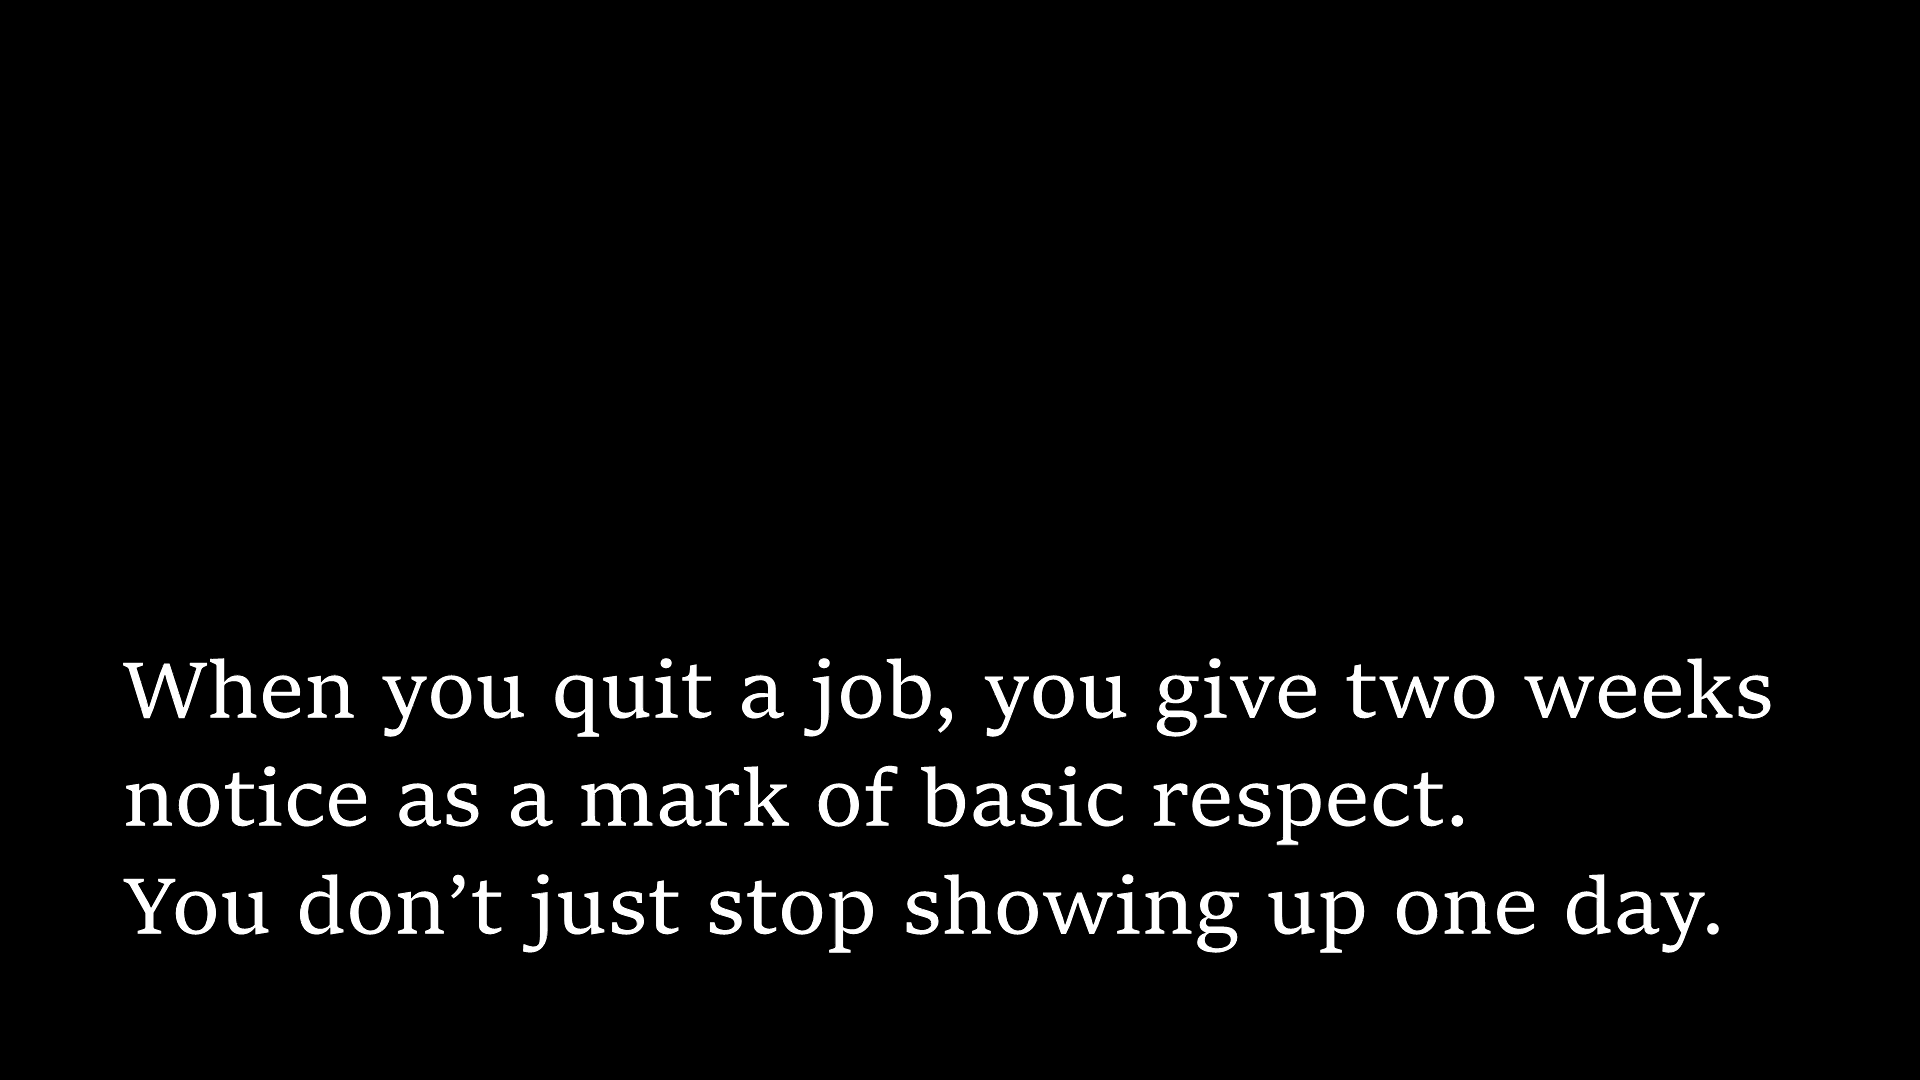 When you quit a job, you give two weeks
notice as a mark of basic respect.
You don’t just stop showing up one day.